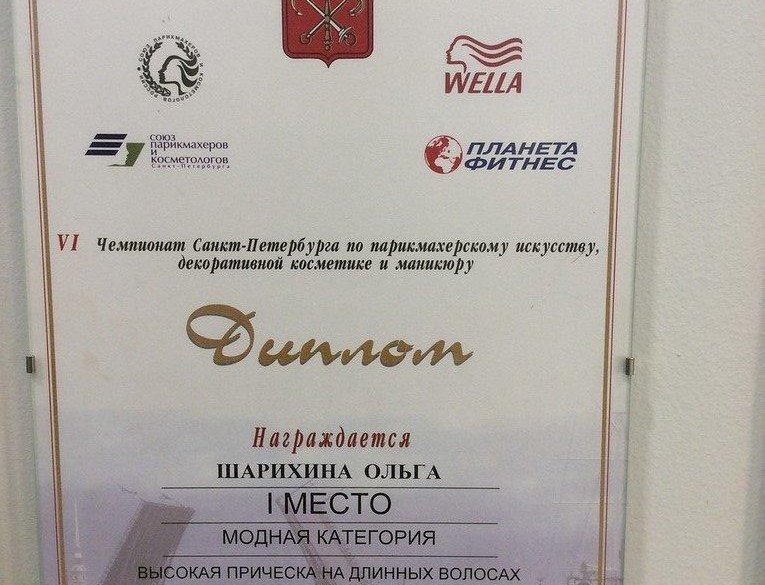 СОЮЗ ПАРИКМАХЕРОВ И КОСМЕТОЛОГОВ РОССИИ
WELLA
СОЮЗ
ПАРИКМАХЕРОВ
И
КОСМЕТОЛОГОВ
Санкт-Петербурга
ПЛАНЕТА
ФИТНЕС
VI Чемпионат Санкт-Петербурга по парикмахерскому искусству,
декоративной косметике и маникюру
Диплом
Награждается
ШАРИХИНА ОЛЬГА
I МЕСТО
МОДНАЯ КАТЕГОРИЯ
ВЫСОКАЯ ПРИЧЕСКА НА ДЛИННЫХ ВОЛОСАХ